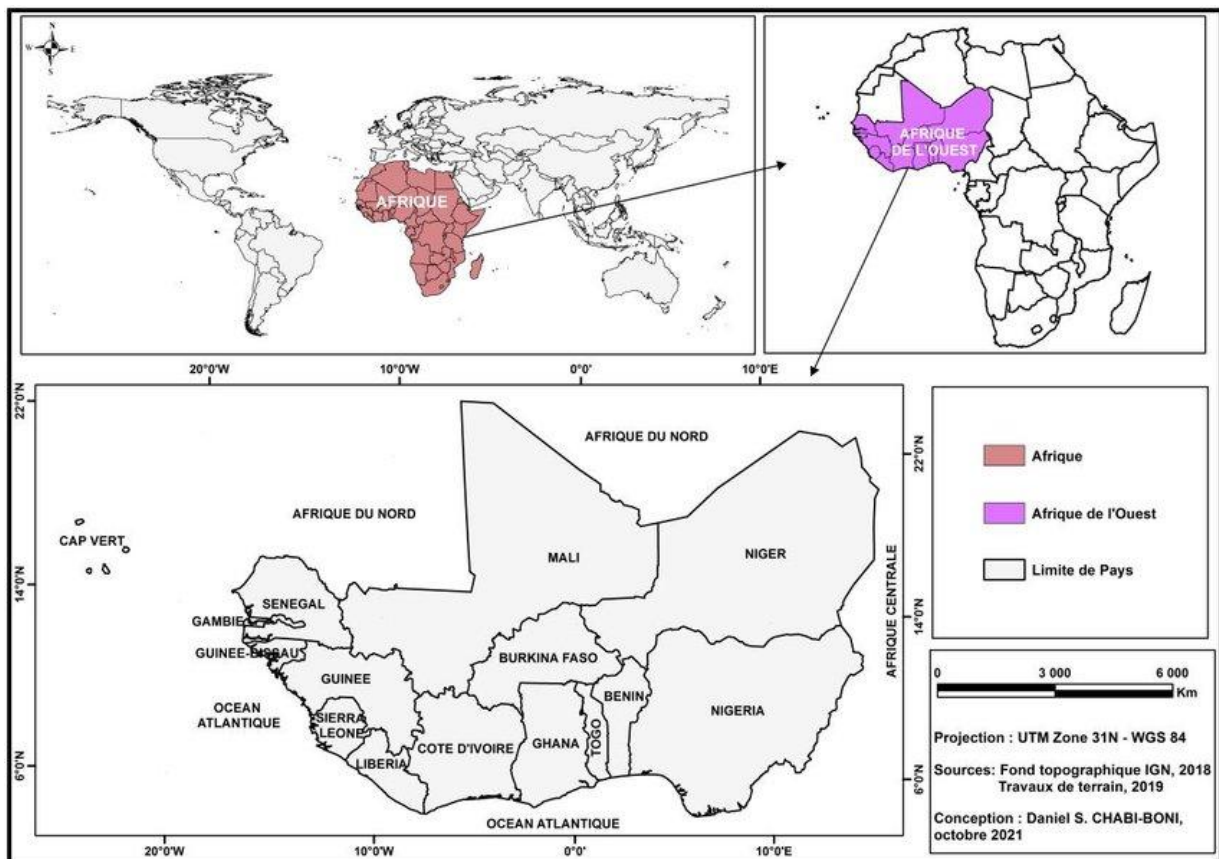 N
W E
S
AFRIQUE
AFRIQUE
DE L'OUEST
20°0'W
10°0'W
0°0'
10°0'E
22°0'N
14°0'N
6°0'N
AFRIQUE DU NORD
AFRIQUE DU NORD
CAP VERT
MALI
NIGER
SENEGAL
GAMBIE
GUINEE-BISSAU
BURKINA FASO
GUINEE
BENIN
OCEAN
ATLANTIQUE
SIERRA
LEONE
COTE D'IVOIRE
GHANA
TOGO
NIGERIA
LIBERIA
OCEAN ATLANTIQUE
AFRIQUE CENTRALE
22°0'N
14°0'N
6°0'N
20°0'W
10°0'W
0°0'E
10°0'E
Afrique
Afrique de l'Ouest
Limite de Pays
0 3 000 6 000
Km
Projection : UTM Zone 31N - WGS 84
Sources: Fond topographique IGN, 2018
Travaux de terrain, 2019
Conception : Daniel S. CHABI-BONI,
octobre 2021